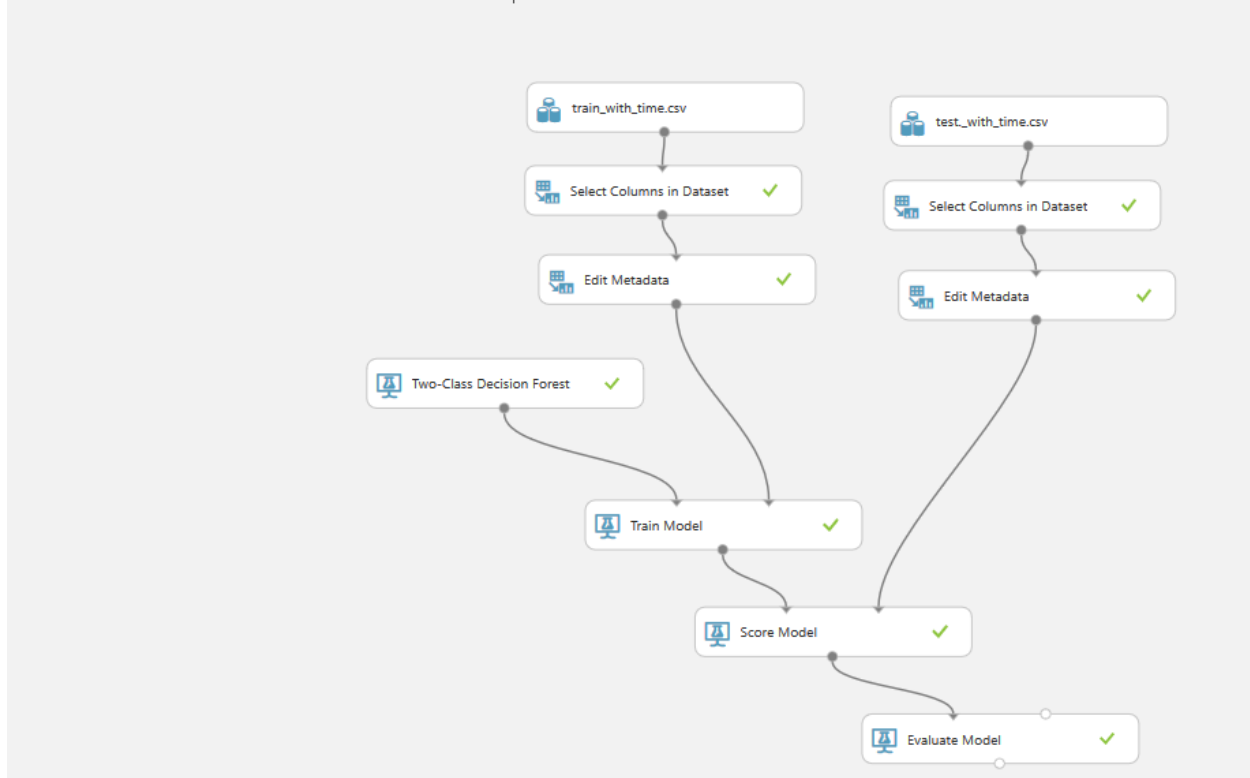 train_with_time.csv
test._with_time.csv
Select Columns in Dataset
Select Columns in Dataset
Edit Metadata
Edit Metadata
Two-Class Decision Forest
Train Model
Score Model
Evaluate Model